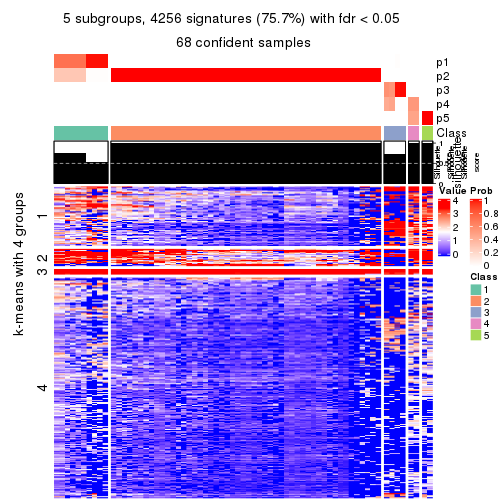 5 subgroups, 4256 signatures (75.7%) with fdr < 0.05
68 confident samples
p1
p2
p3
p4
p5
Class
1
0
silhouette
score
k-means with 4 groups
1
2
3
4
Value
4
3
2
1
0
Prob
1
0.8
0.6
0.4
0.2
0
Class
1
2
3
4
5